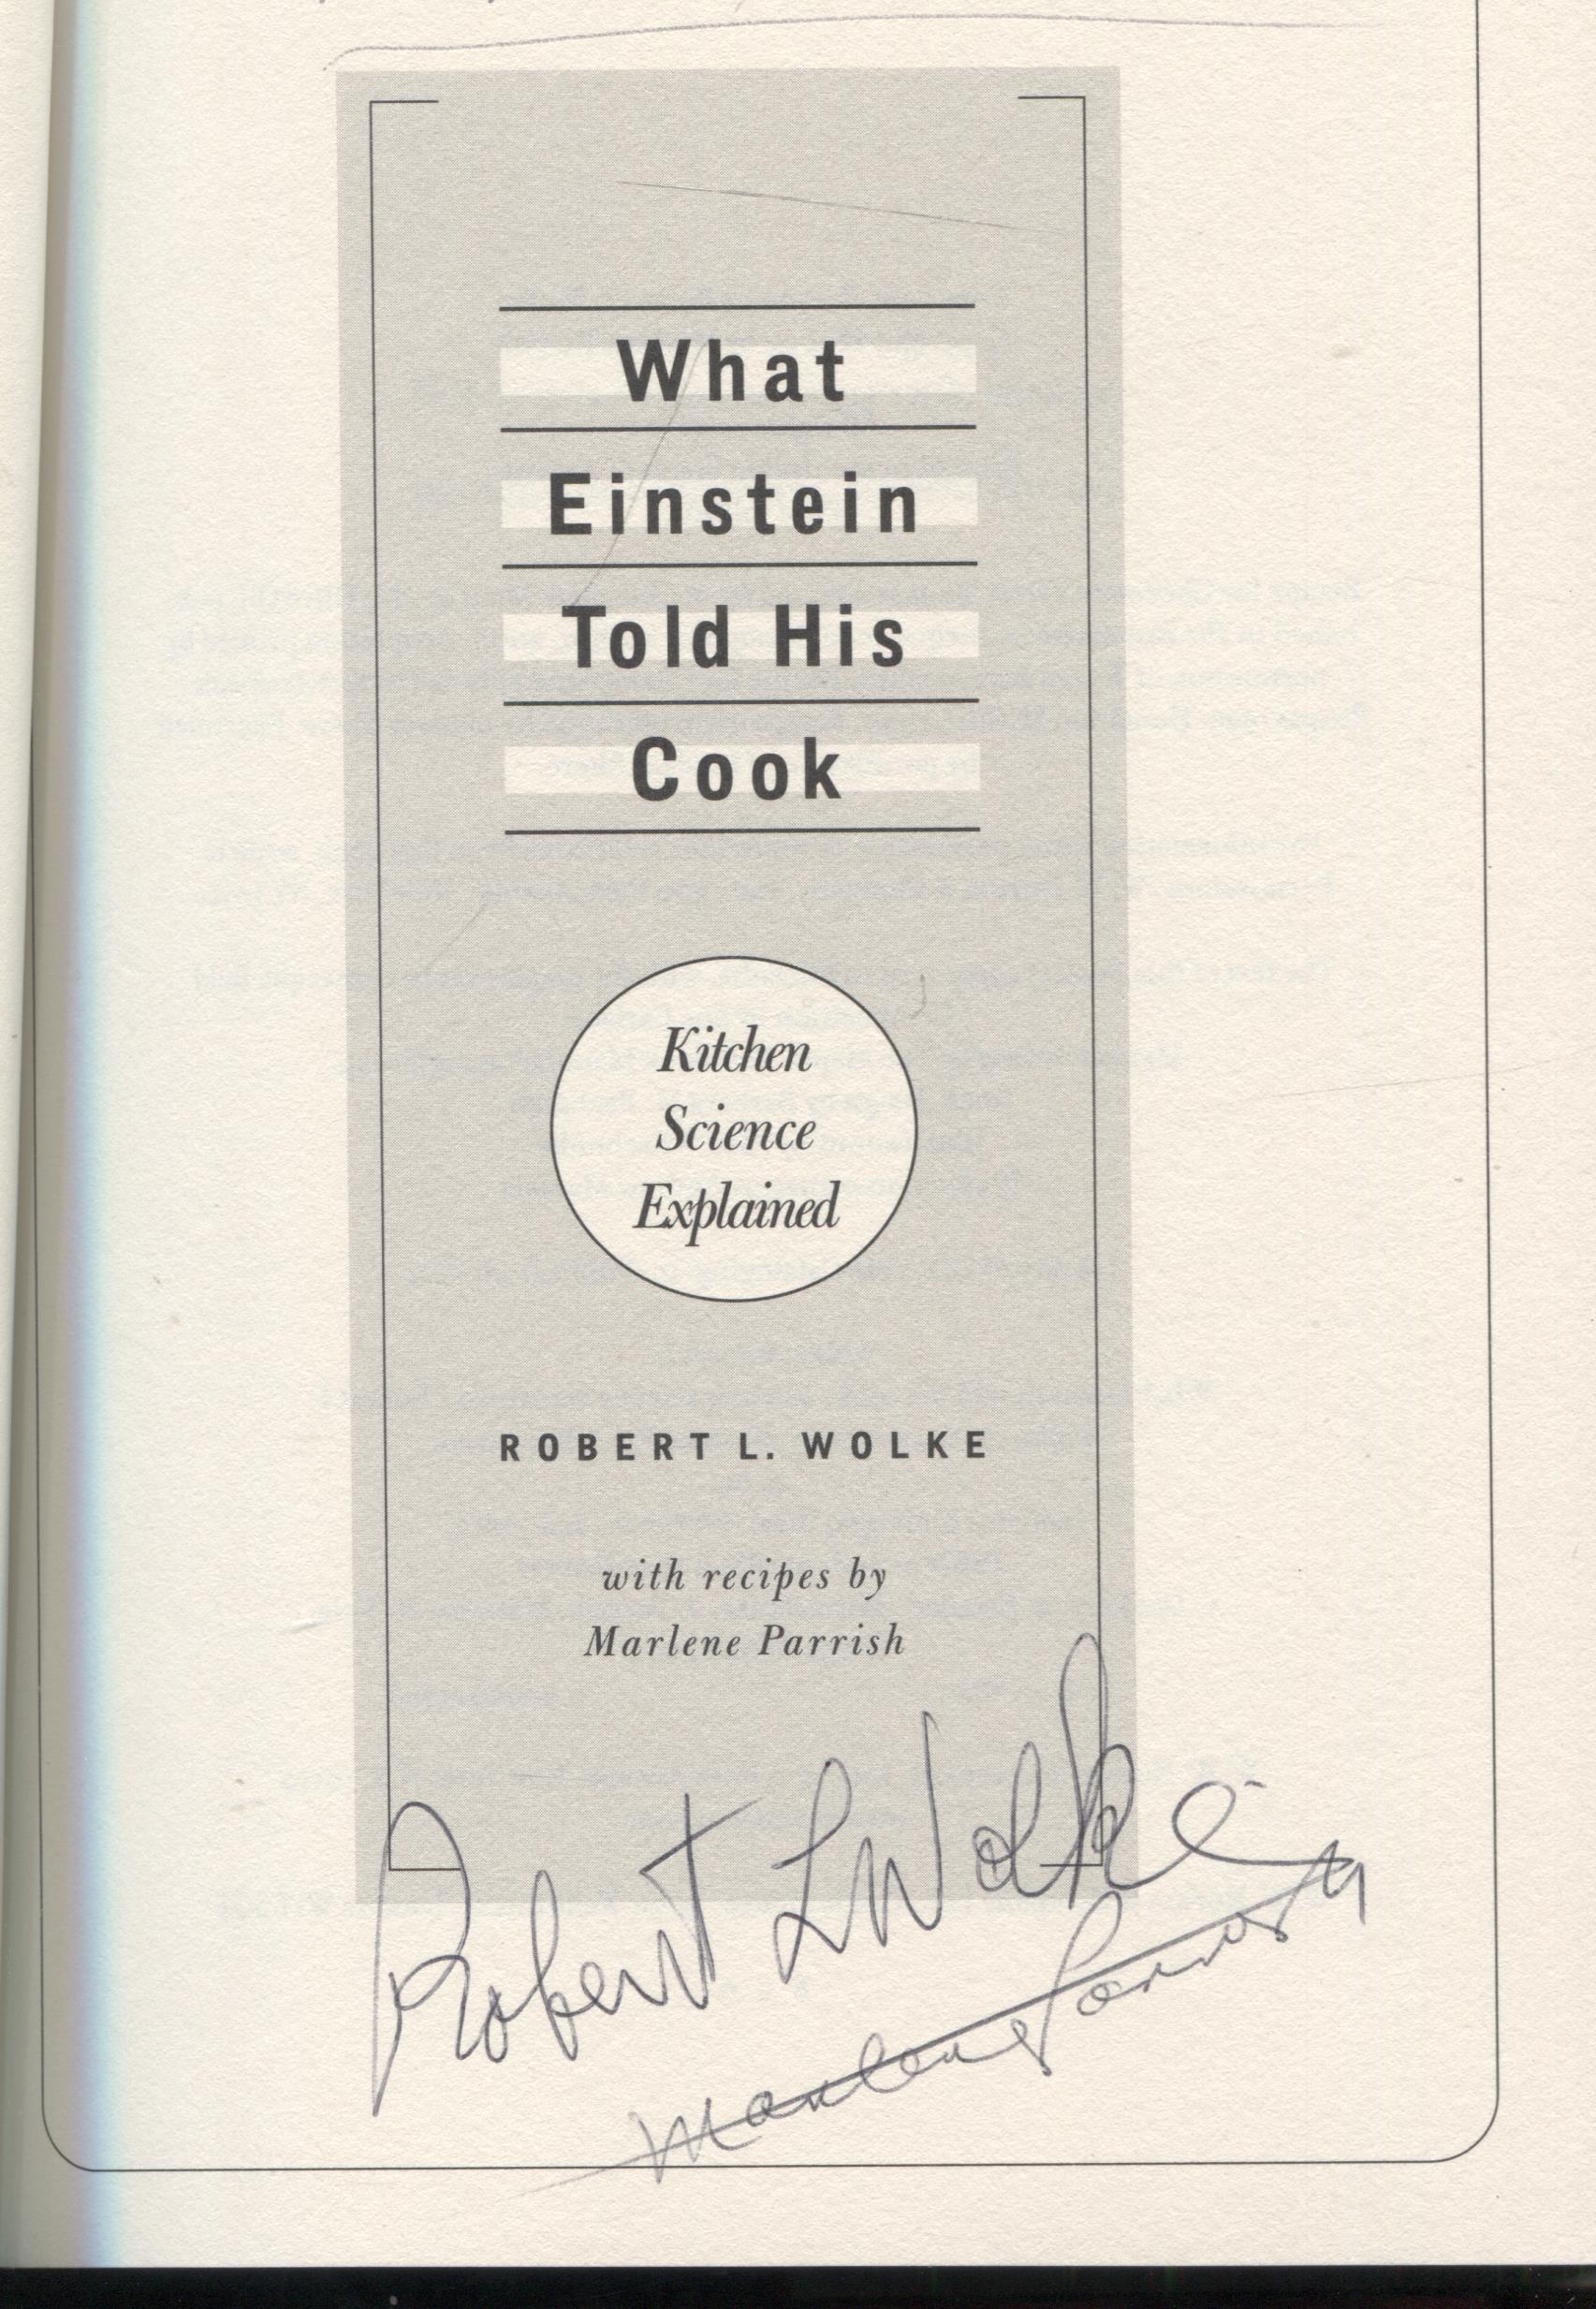 What
Einstein
Told His
Cook
Kitchen
Science
Explained
ROBERT L. WOLKE
with recipes by
Marlene Parrish
Robert L Wolke
Marlene Parrish